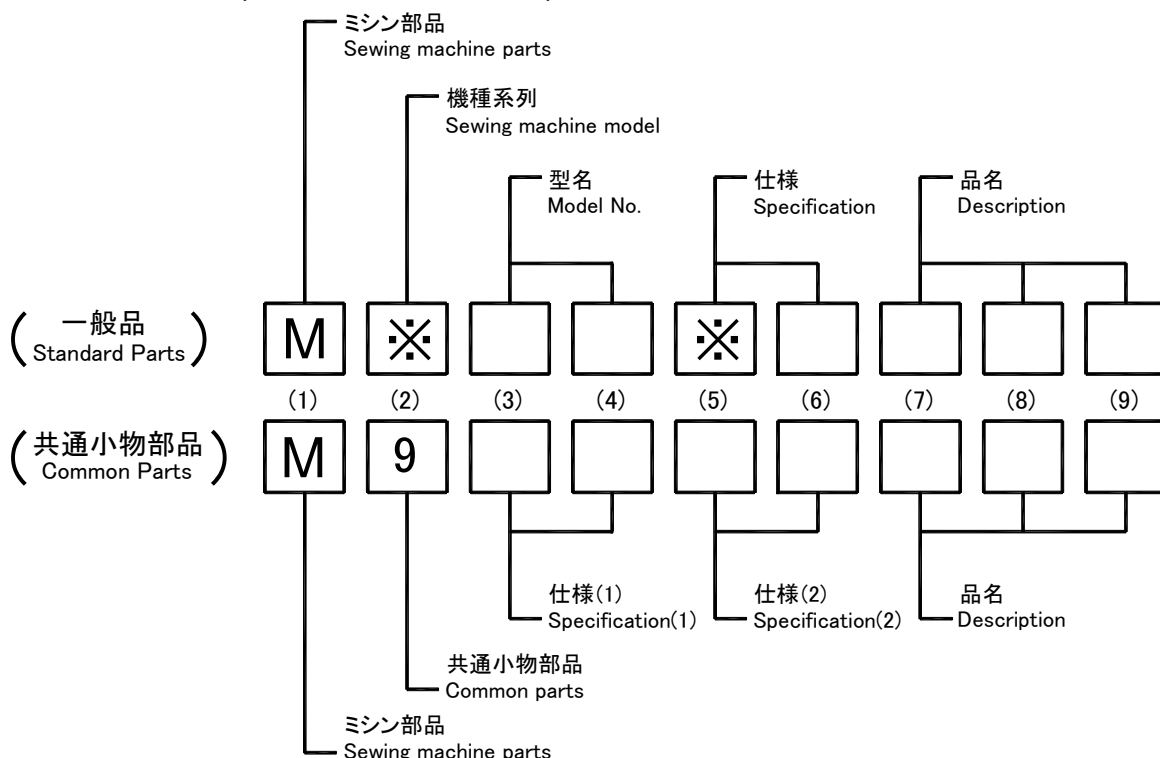 ミシン部品
Sewing machine parts
機種系列
Sewing machine model
型名
Model No.
仕様
Specification
品名
Description
(一般品
Standard Parts)
M ※ ※
(1) (2) (3) (4) (5) (6) (7) (8) (9)
(共通小物部品
Common Parts)
M 9
仕様(1)
Specification(1)
仕様(2)
Specification(2)
品名
Description
共通小物部品
Common parts
ミシン部品
Sewing machine parts